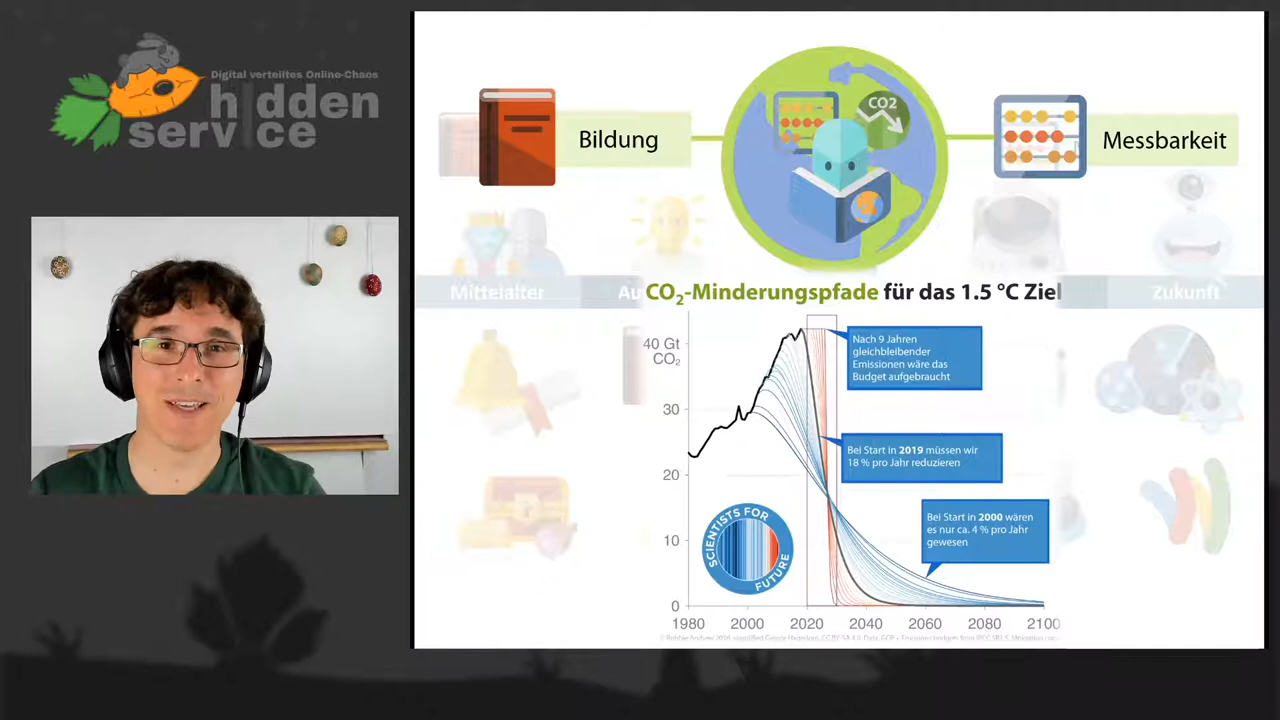 Digital verteiltes Online-Chaos
hidden
service
Bildung
CO2
Messbarkeit
Mittelalter
Au
Zukunft
CO₂-Minderungspfade für das 1.5 °C Ziel
40 Gt
CO₂
30
20
10
0
1980
2000
2020
2040
2060
2080
2100
Nach 9 Jahren
gleichbleibender
Emissionen wäre das
Budget aufgebraucht
Bei Start in 2019 müssen wir
18 % pro Jahr reduzieren
Bei Start in 2000 wären
es nur ca. 4 % pro Jahr
gewesen
SCIENTISTS FOR
FUTURE